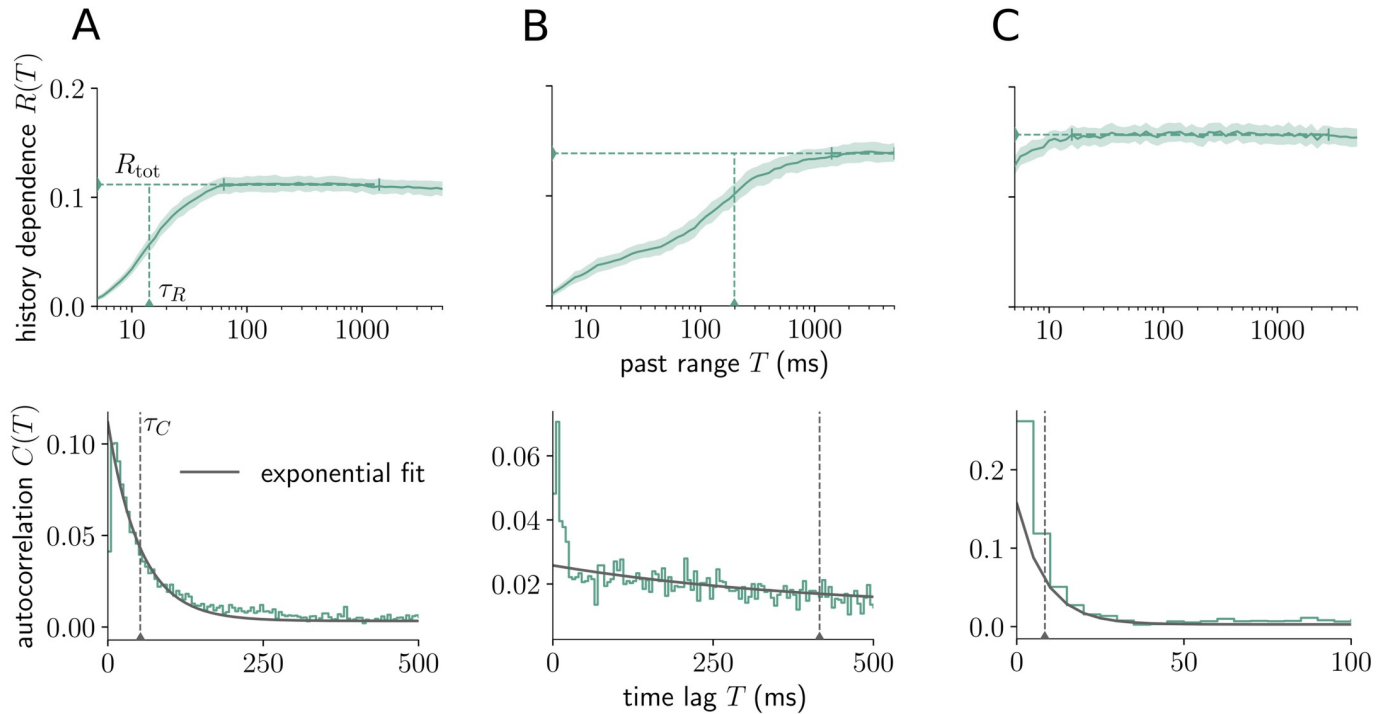 A
B
C
history dependence R(T)
0.2
0.1
0.0
R_tot
τ_R
10
100
1000
10
100
1000
10
100
1000
past range T (ms)
autocorrelation C(T)
0.10
0.05
0.00
τ_C
exponential fit
0
250
500
0.06
0.04
0.02
0
250
500
0.2
0.1
0.0
0
50
100
time lag T (ms)